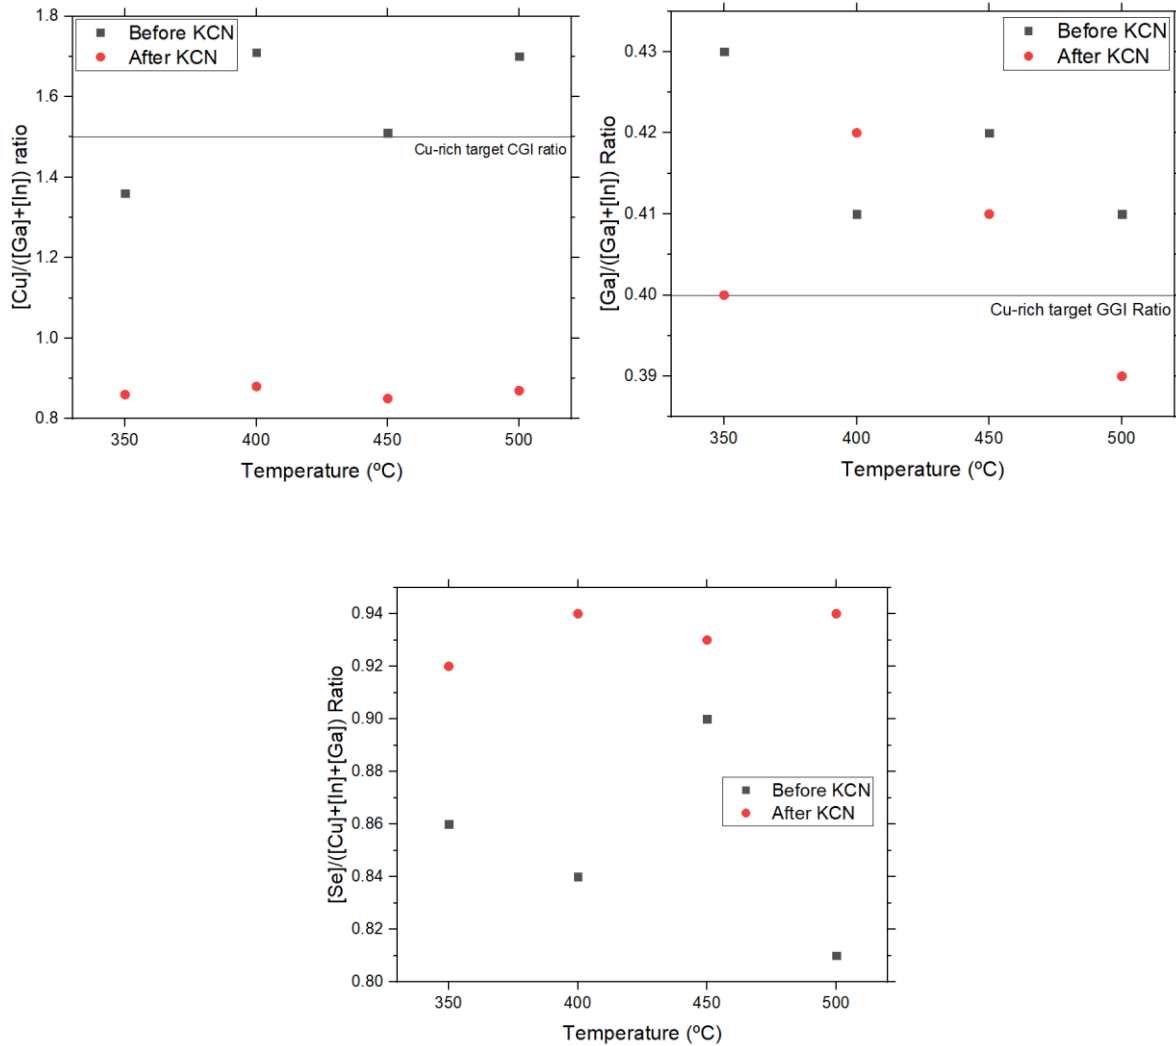 [Cu]/([Ga]+[In]) ratio
1.8
1.6
1.4
1.2
1.0
0.8
Before KCN
After KCN
Cu-rich target CGI ratio
350 400 450 500
Temperature (ºC)
[Ga]/([Ga]+[In]) Ratio
0.43
0.42
0.41
0.40
0.39
Before KCN
After KCN
Cu-rich target GGI Ratio
350 400 450 500
Temperature (ºC)
[Se]/([Cu]+[In]+[Ga]) Ratio
0.94
0.92
0.90
0.88
0.86
0.84
0.82
0.80
Before KCN
After KCN
350 400 450 500
Temperature (ºC)